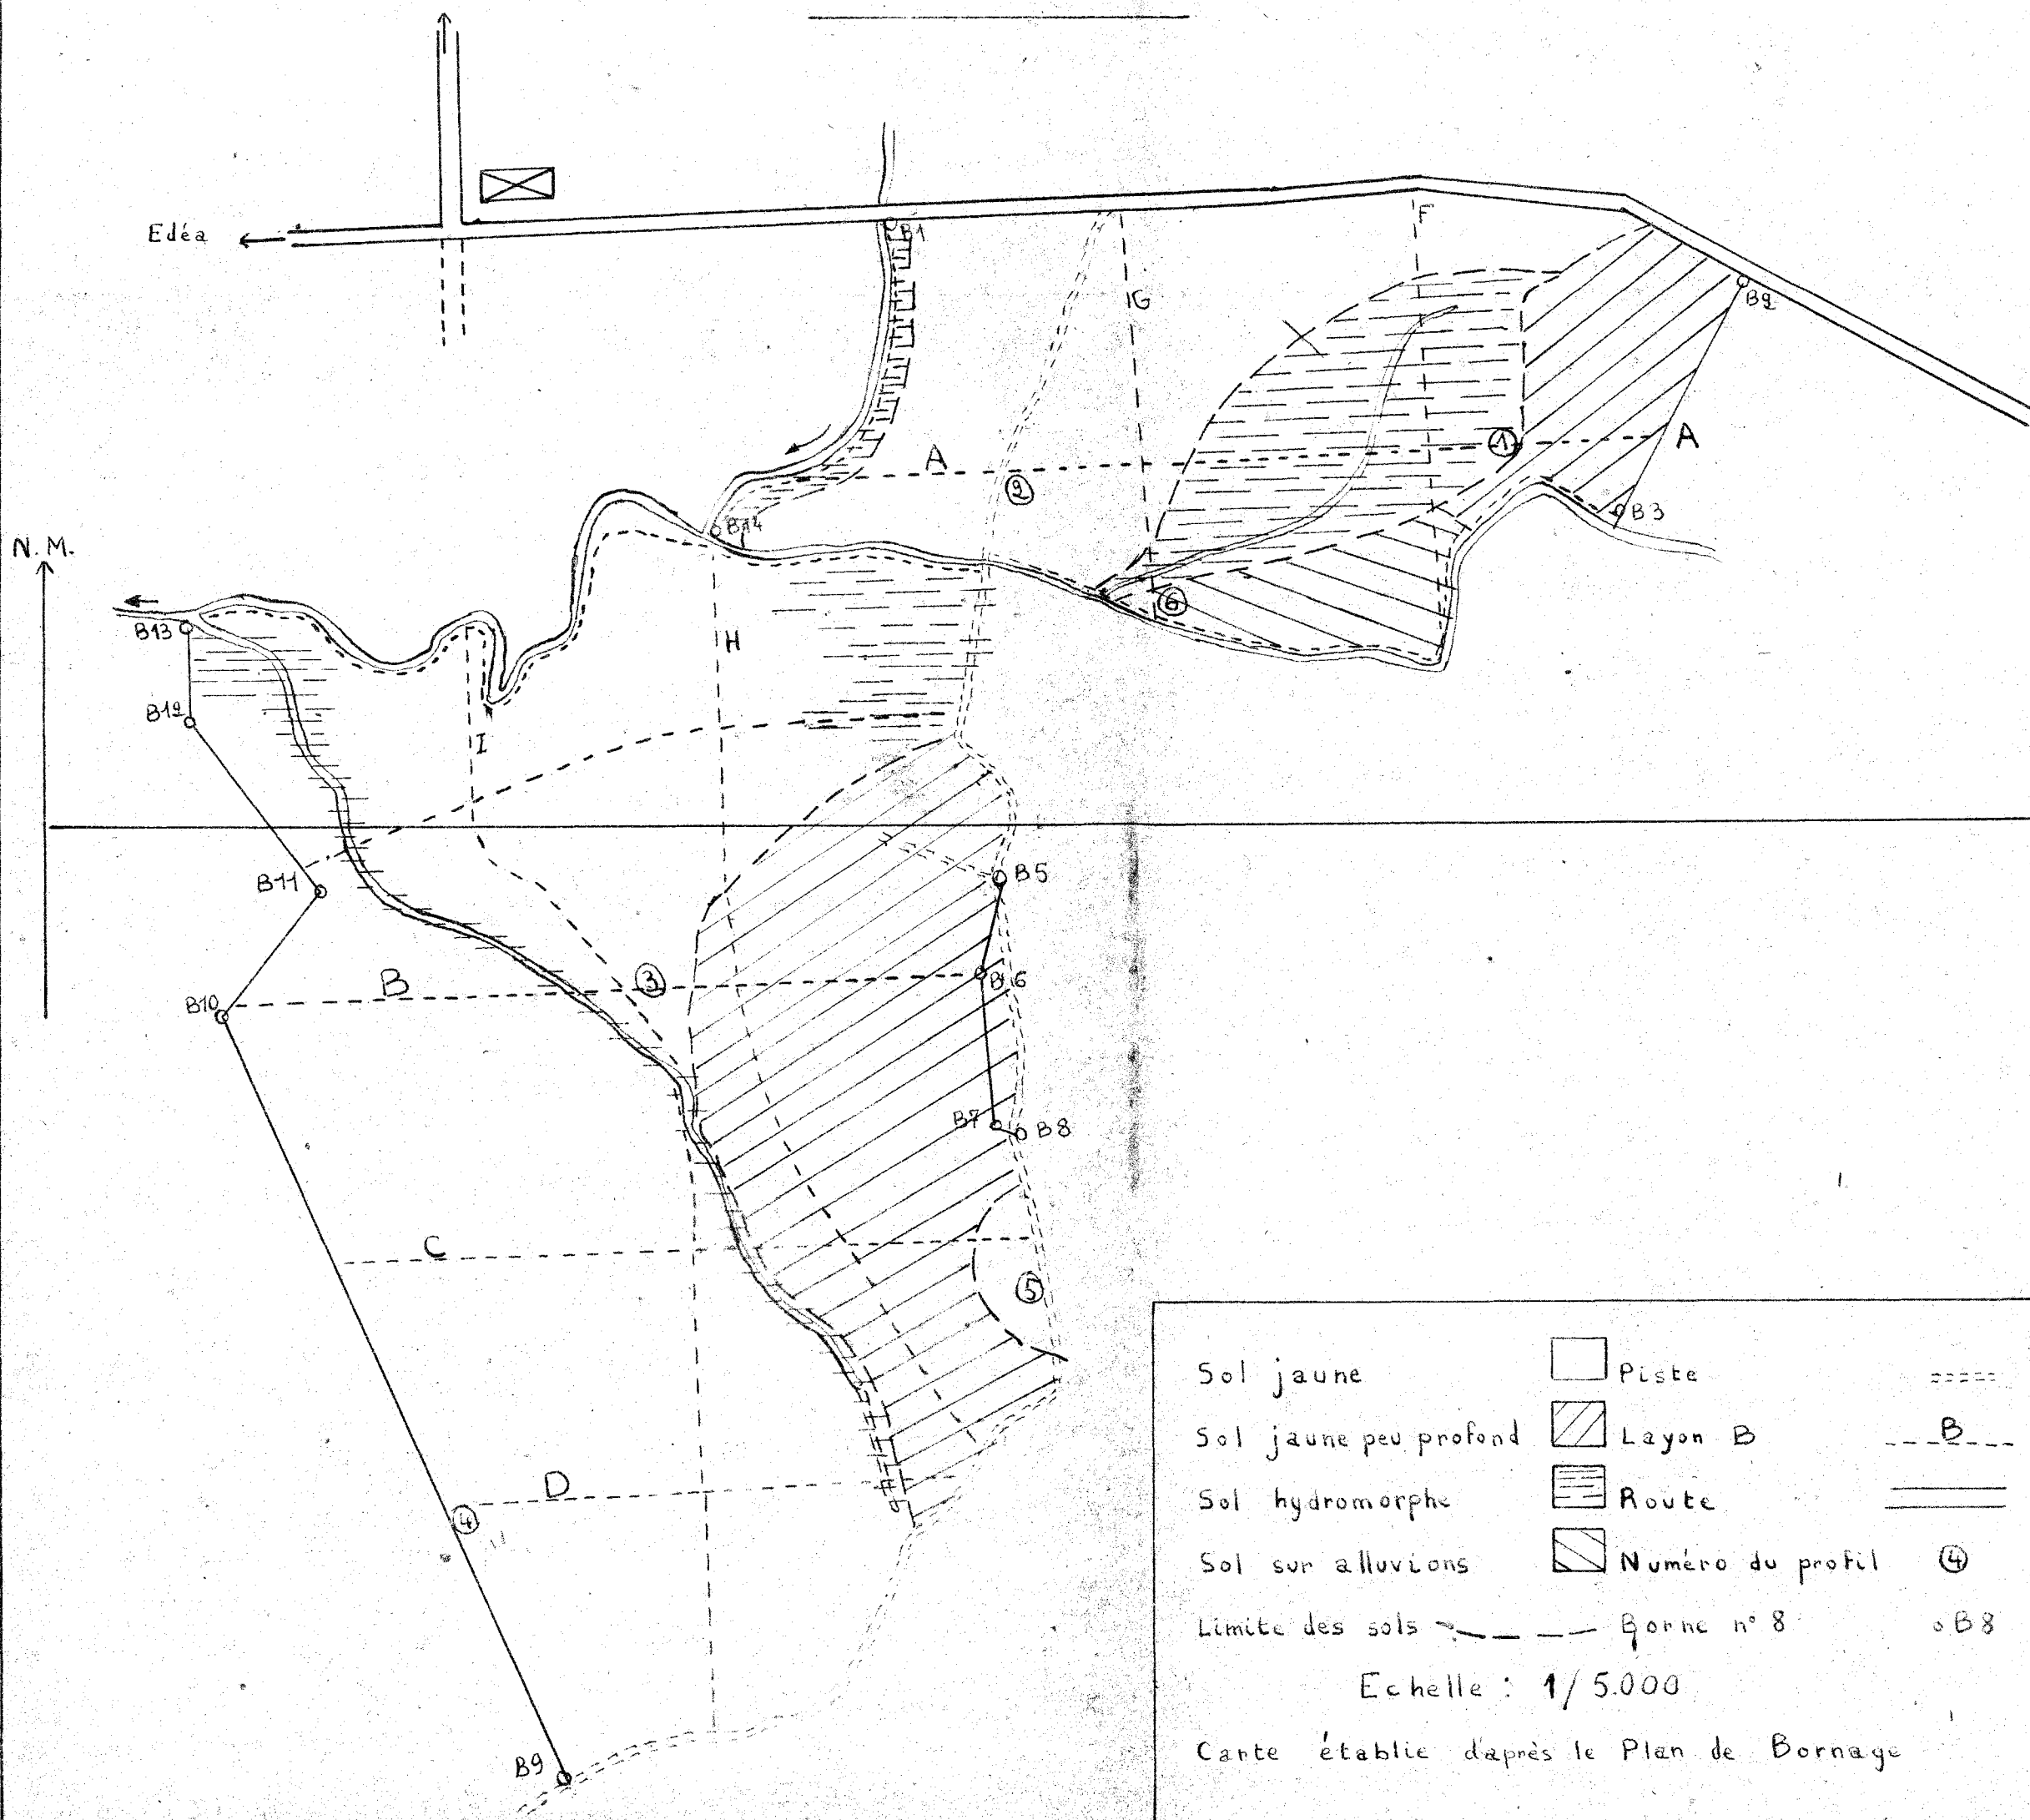 Edéa
B1
F
G
B2
A
A
①
②
B3
B14
N.M.
⑥
B13
H
B12
I
B5
B11
③
B
B6
B10
B7
B8
C
⑤
D
④
B9
Sol jaune Piste
Sol jaune peu profond Layon B B
Sol hydromorphe Route
Sol sur alluvions Numéro du profil ④
Limite des sols Borne n° 8 B8
Echelle : 1/5.000
Carte établie d'après le Plan de Bornage